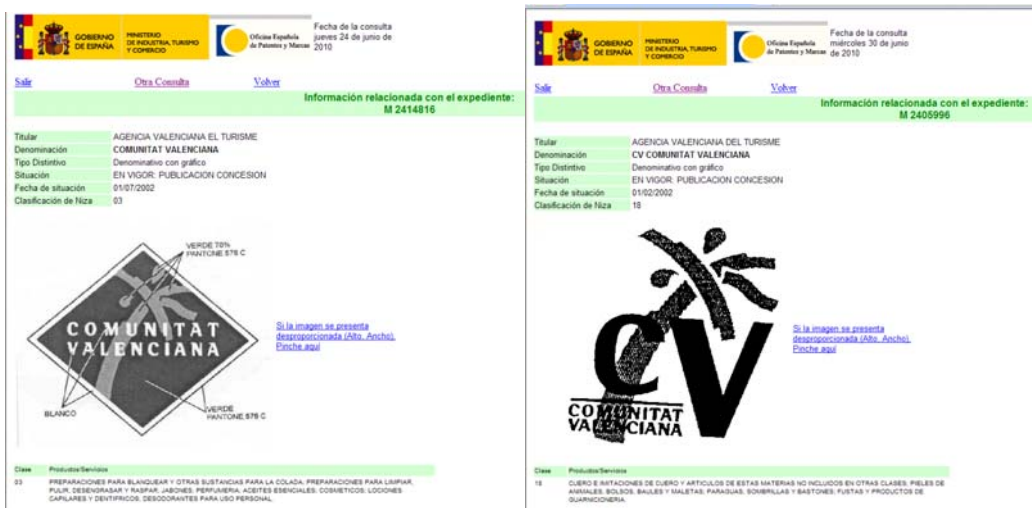 GOBIERNO
DE ESPAÑA
MINISTERIO
DE INDUSTRIA, TURISMO
Y COMERCIO
Oficina Española
de Patentes y Marcas
Fecha de la consulta
jueves 24 de junio de
2010
Salir Otra Consulta Volver
Información relacionada con el expediente:
M 2414816
Titular AGENCIA VALENCIANA EL TURISME
Denominación COMUNITAT VALENCIANA
Tipo Distintivo Denominativo con gráfico
Situación EN VIGOR: PUBLICACION CONCESION
Fecha de situación 01/07/2002
Clasificación de Niza 03
VERDE 70%
PANTONE 576 C
COMUNITAT
VALENCIANA
BLANCO
VERDE
PANTONE 576 C
Si la imagen se presenta
desproporcionada (Alto, Ancho),
Pinche aquí
Clase Productos/Servicios
03 PREPARACIONES PARA BLANQUEAR Y OTRAS SUSTANCIAS PARA LA COLADA; PREPARACIONES PARA LIMPIAR,
PULIR, DESENGRASAR Y RASPAR; JABONES; PERFUMERIA, ACEITES ESENCIALES, COSMETICOS, LOCIONES
CAPILARES Y DENTIFRICOS; DESODORANTES PARA USO PERSONAL.
GOBIERNO
DE ESPAÑA
MINISTERIO
DE INDUSTRIA, TURISMO
Y COMERCIO
Oficina Española
de Patentes y Marcas
Fecha de la consulta
miércoles 30 de junio
de 2010
Salir Otra Consulta Volver
Información relacionada con el expediente:
M 2405996
Titular AGENCIA VALENCIANA DEL TURISME
Denominación CV COMUNITAT VALENCIANA
Tipo Distintivo Denominativo con gráfico
Situación EN VIGOR: PUBLICACION CONCESION
Fecha de situación 01/02/2002
Clasificación de Niza 18
CV
COMUNITAT
VALENCIANA
Si la imagen se presenta
desproporcionada (Alto, Ancho),
Pinche aquí
Clase Productos/Servicios
18 CUERO E IMITACIONES DE CUERO Y ARTICULOS DE ESTAS MATERIAS NO INCLUIDOS EN OTRAS CLASES; PIELES DE
ANIMALES; BOLSOS, BAULES Y MALETAS; PARAGUAS, SOMBRILLAS Y BASTONES; FUSTAS Y PRODUCTOS DE
GUARNICIONERIA.